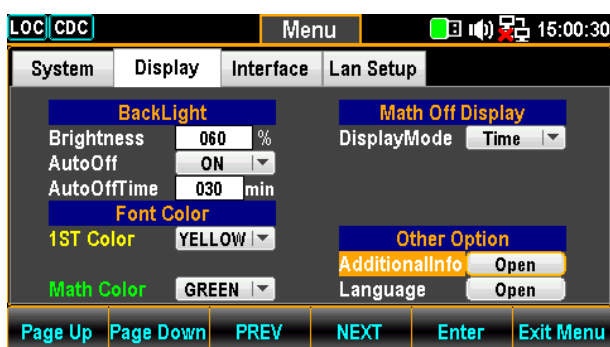 LOC CDC Menu 15:00:30
System Display Interface Lan Setup
BackLight
Brightness 060 %
AutoOff ON
AutoOffTime 030 min
Font Color
1ST Color YELLOW
Math Color GREEN
Math Off Display
DisplayMode Time
Other Option
AdditionalInfo Open
Language Open
Page Up Page Down PREV NEXT Enter Exit Menu